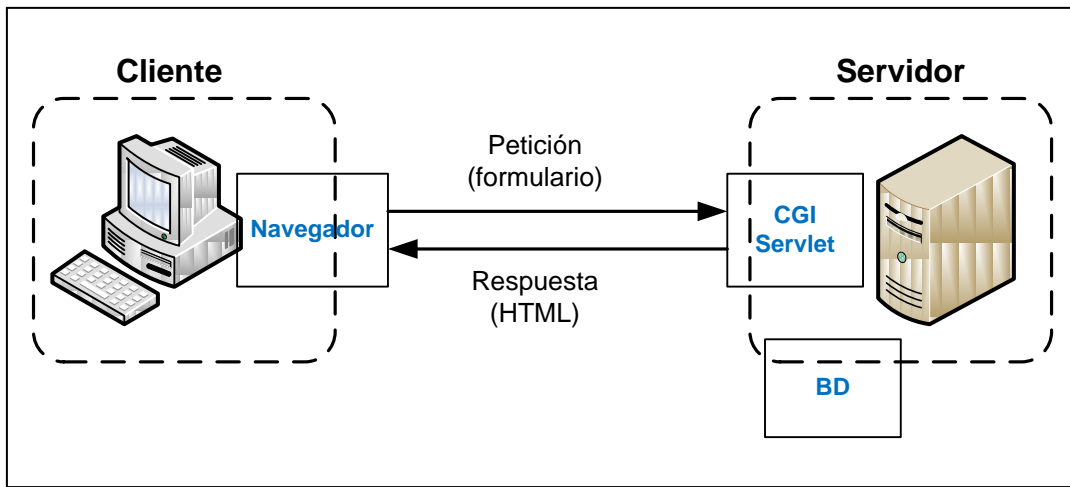 Cliente
Servidor
Petición
(formulario)
Navegador
CGI
Servlet
Respuesta
(HTML)
BD